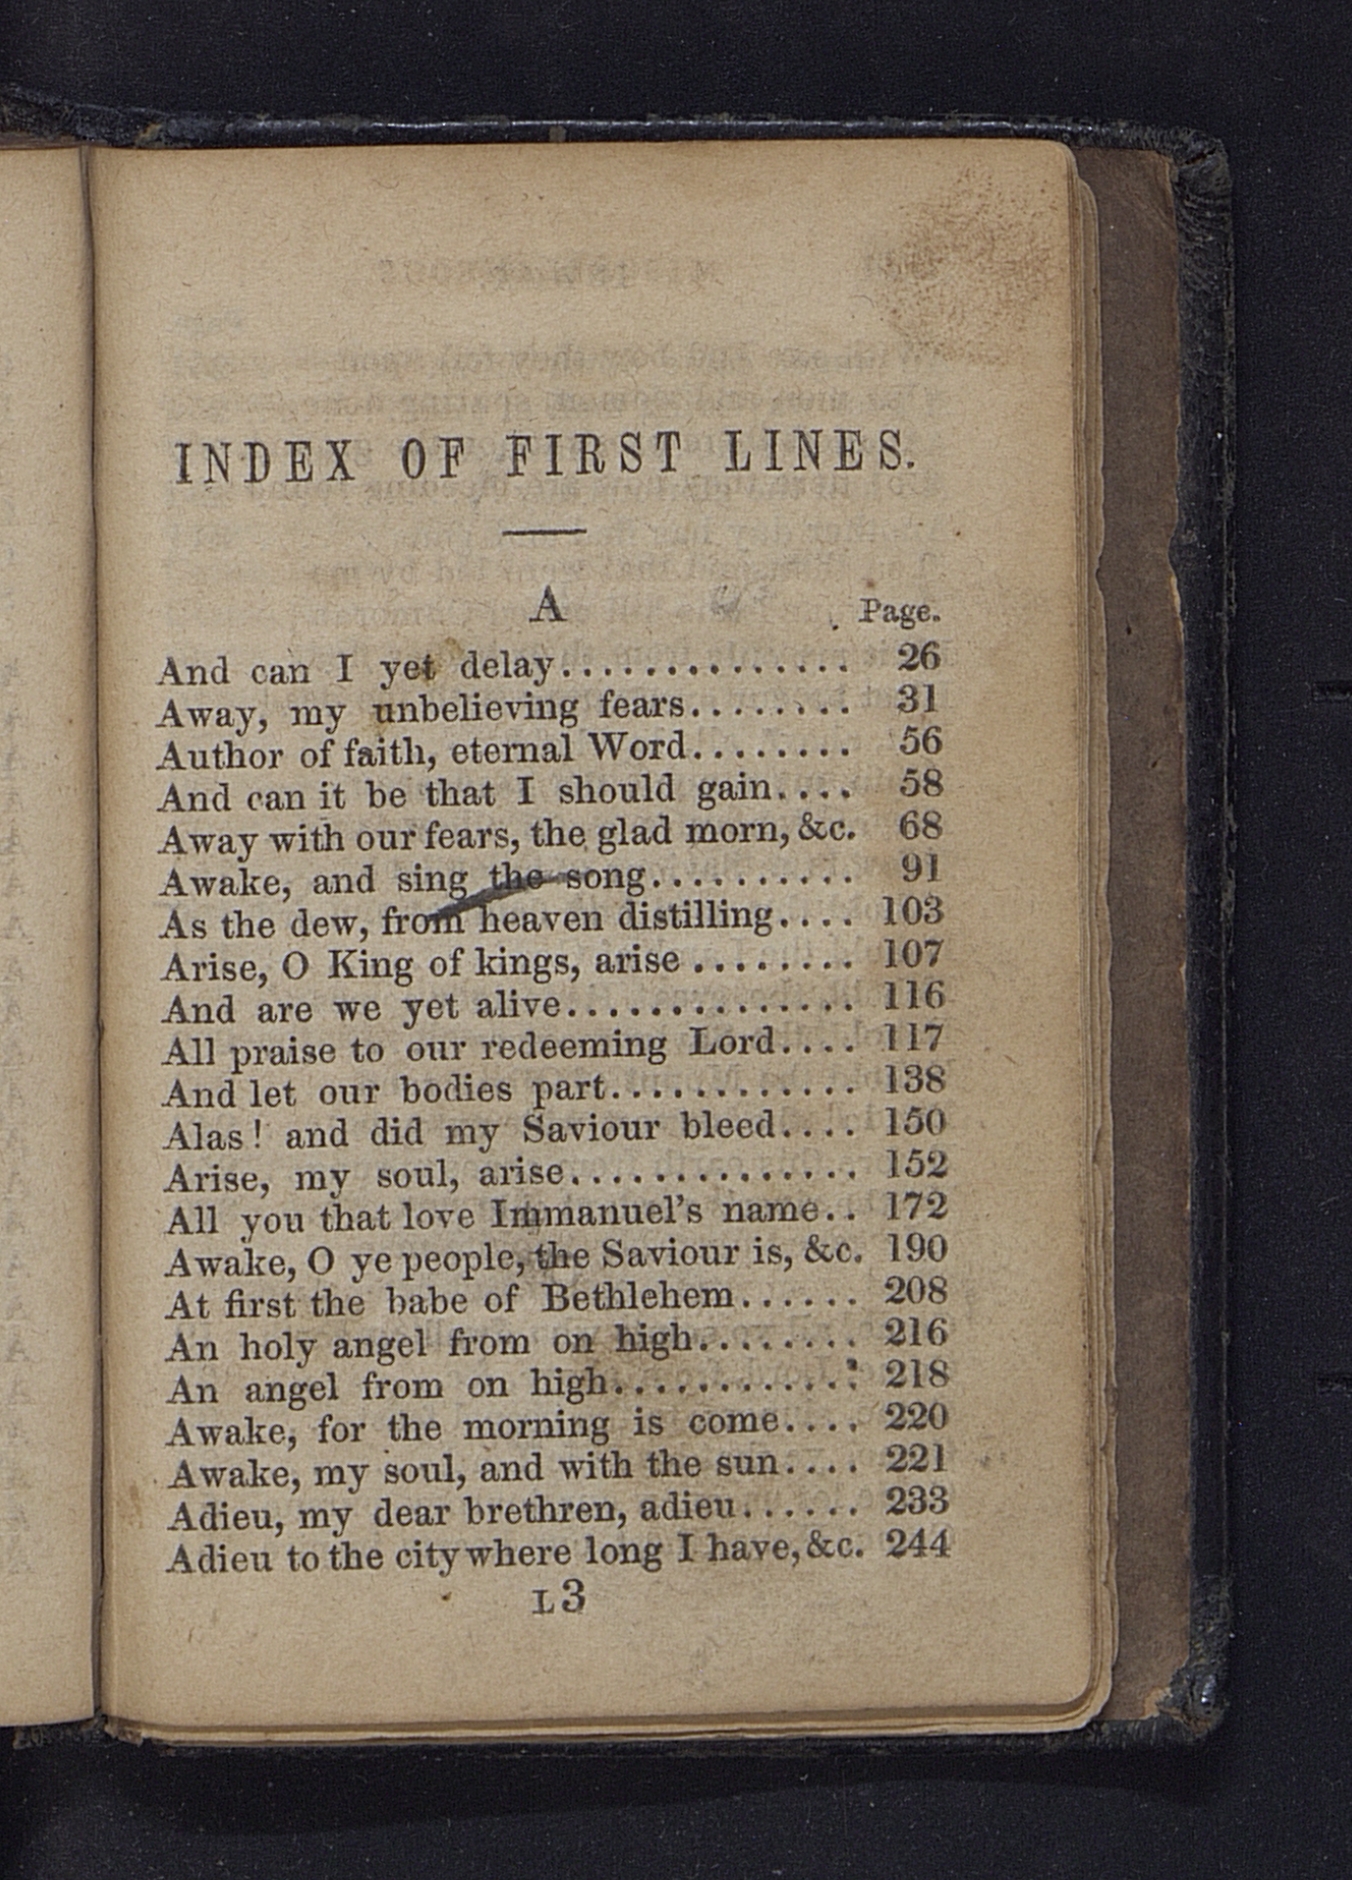 INDEX OF FIRST LINES.
A
Page.
And can I yet delay.............. 26
Away, my unbelieving fears........ 31
Author of faith, eternal Word........ 56
And can it be that I should gain.... 58
Away with our fears, the glad morn, &c. 68
Awake, and sing the song.......... 91
As the dew, from heaven distilling.... 103
Arise, O King of kings, arise ........ 107
And are we yet alive.............. 116
All praise to our redeeming Lord.... 117
And let our bodies part............ 138
Alas! and did my Saviour bleed.... 150
Arise, my soul, arise.............. 152
All you that love Immanuel's name.. 172
Awake, O ye people, the Saviour is, &c. 190
At first the babe of Bethlehem...... 208
An holy angel from on high........ 216
An angel from on high............ 218
Awake, for the morning is come.... 220
Awake, my soul, and with the sun.... 221
Adieu, my dear brethren, adieu...... 233
Adieu to the city where long I have, &c. 244
L3